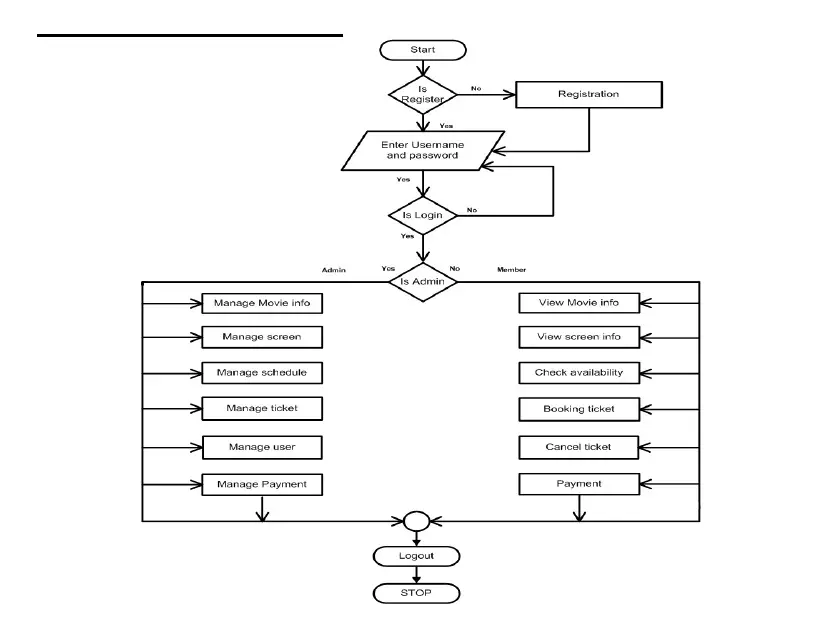 Start
Is
Register
No
Registration
Yes
Enter Username
and password
Yes
Is Login
No
Yes
Admin
Yes
No
Member
Is Admin
Manage Movie info
View Movie info
Manage screen
View screen info
Manage schedule
Check availability
Manage ticket
Booking ticket
Manage user
Cancel ticket
Manage Payment
Payment
Logout
STOP